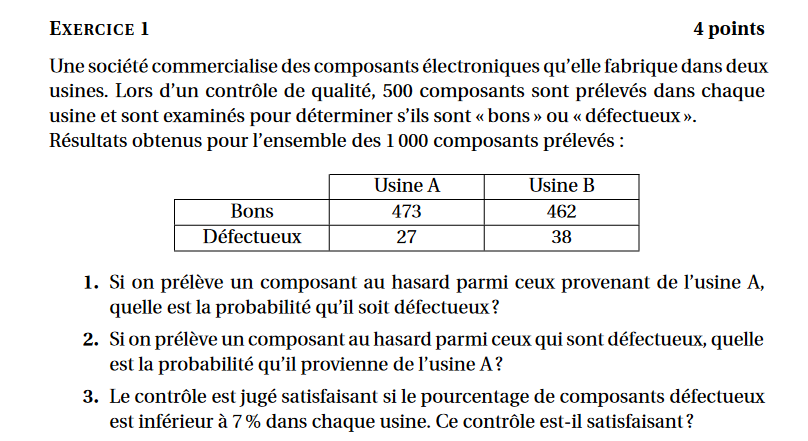 EXERCICE 1 4 points
Une société commercialise des composants électroniques qu'elle fabrique dans deux
usines. Lors d'un contrôle de qualité, 500 composants sont prélevés dans chaque
usine et sont examinés pour déterminer s'ils sont « bons » ou « défectueux ».
Résultats obtenus pour l'ensemble des 1 000 composants prélevés :
Usine A Usine B
Bons 473 462
Défectueux 27 38
1. Si on prélève un composant au hasard parmi ceux provenant de l'usine A,
quelle est la probabilité qu'il soit défectueux ?
2. Si on prélève un composant au hasard parmi ceux qui sont défectueux, quelle
est la probabilité qu'il provienne de l'usine A ?
3. Le contrôle est jugé satisfaisant si le pourcentage de composants défectueux
est inférieur à 7 % dans chaque usine. Ce contrôle est-il satisfaisant ?